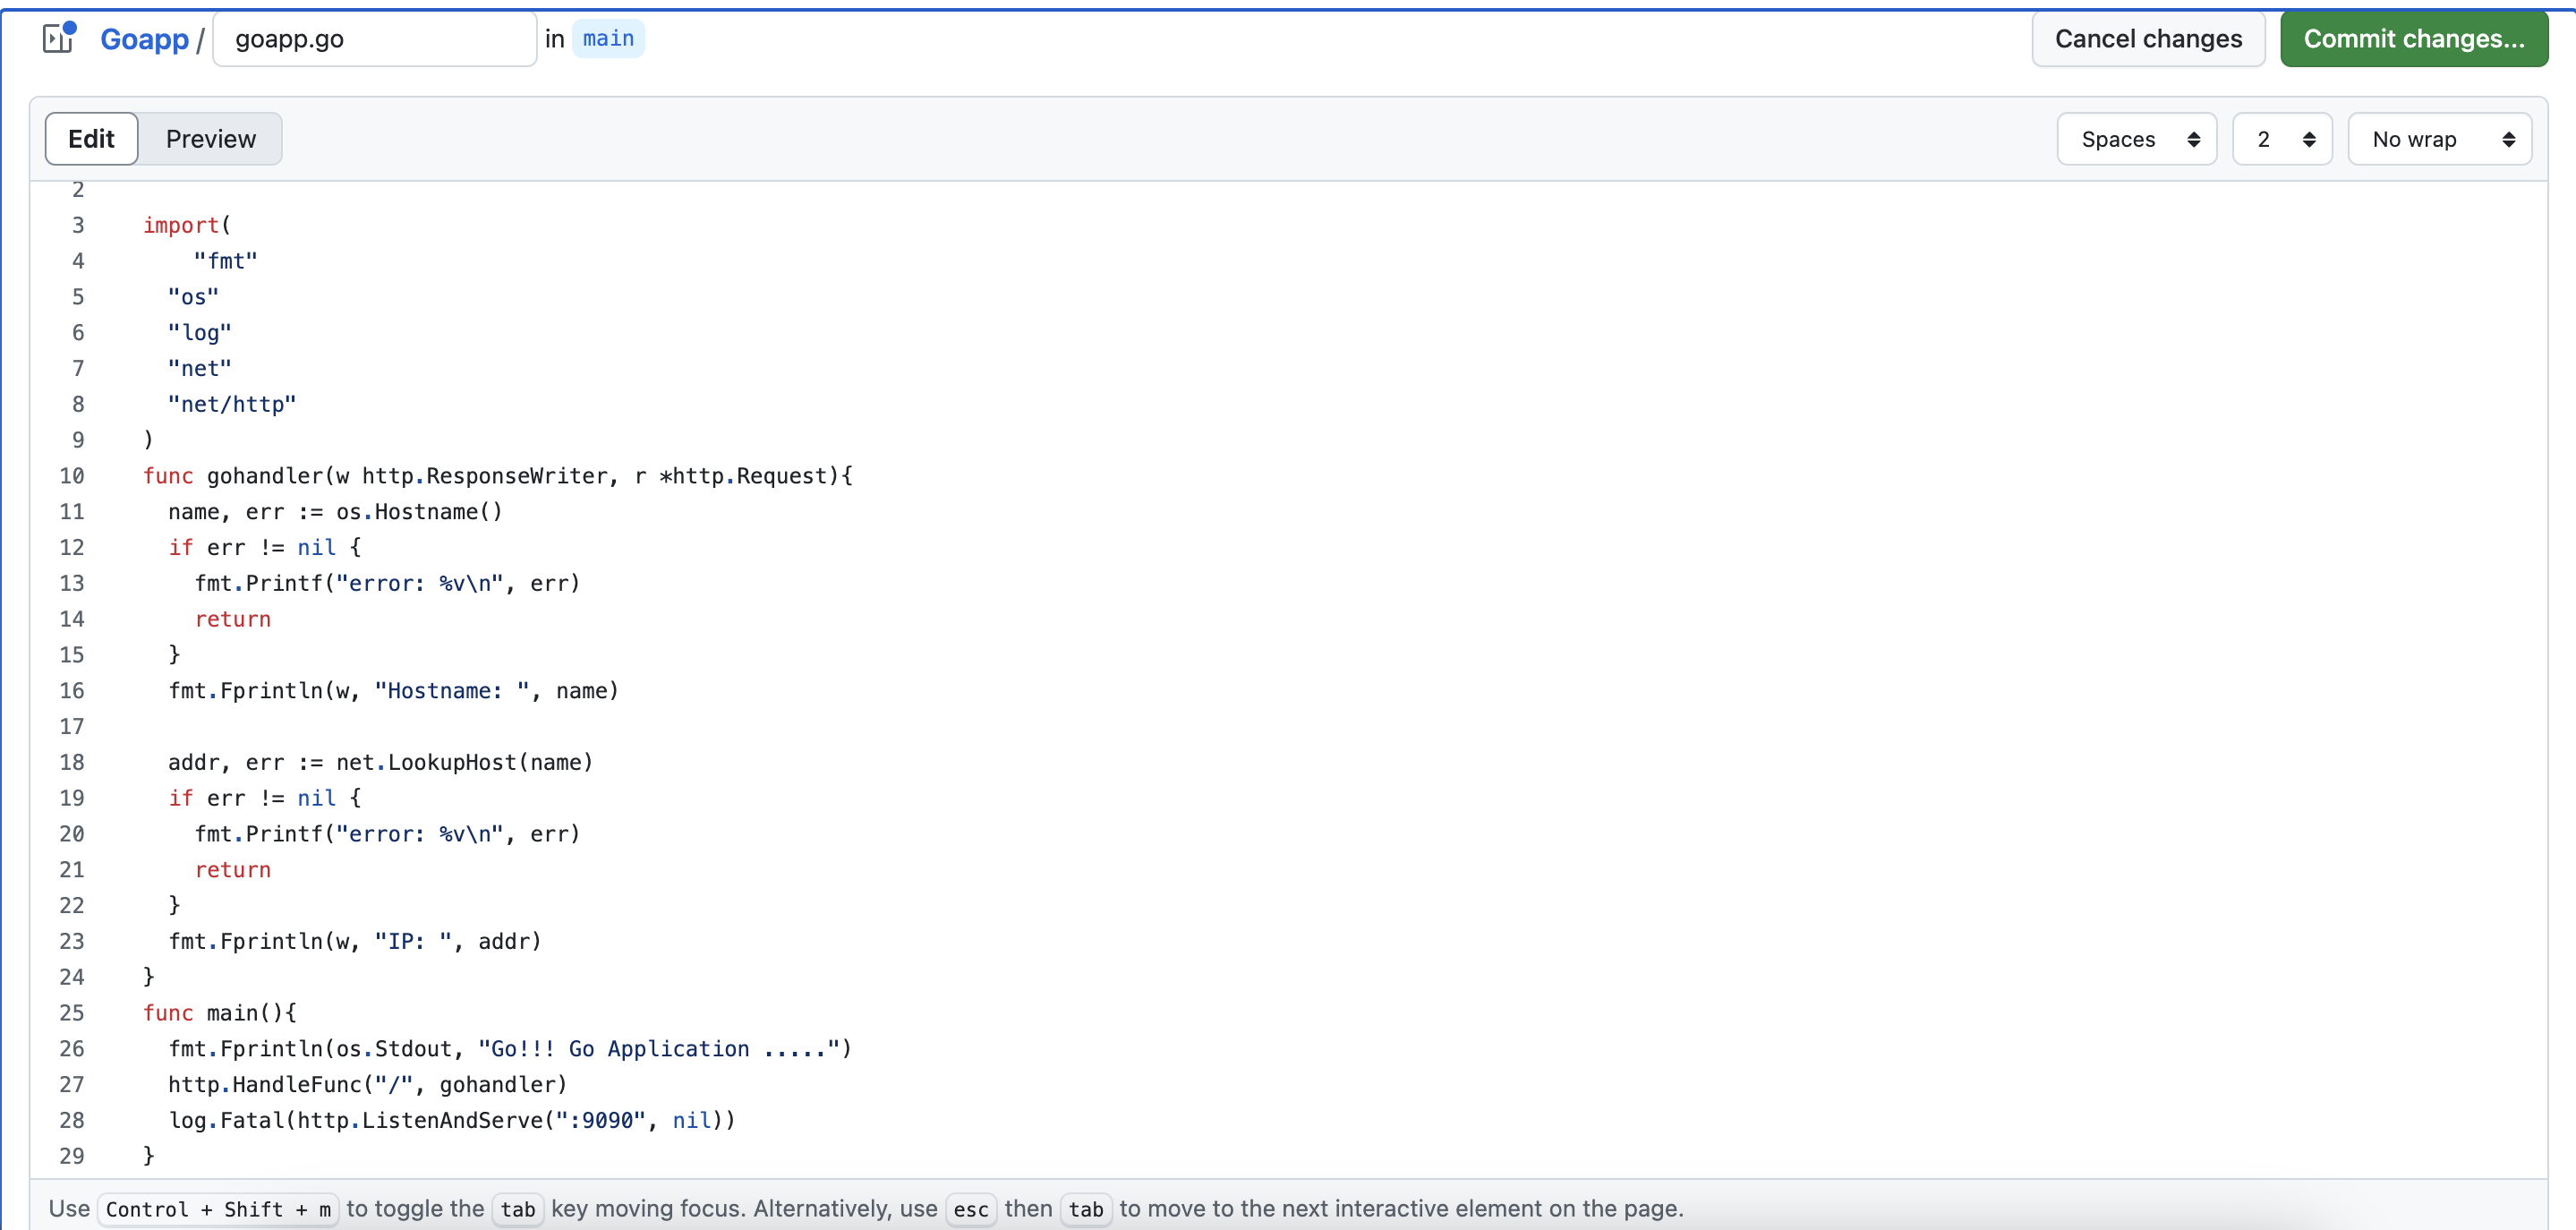 Goapp / goapp.go in main Cancel changes Commit changes...
Edit Preview Spaces 2 No wrap
2
3 import(
4     "fmt"
5   "os"
6   "log"
7   "net"
8   "net/http"
9 )
10 func gohandler(w http.ResponseWriter, r *http.Request){
11   name, err := os.Hostname()
12   if err != nil {
13     fmt.Printf("error: %v\n", err)
14     return
15   }
16   fmt.Fprintln(w, "Hostname: ", name)
17
18   addr, err := net.LookupHost(name)
19   if err != nil {
20     fmt.Printf("error: %v\n", err)
21     return
22   }
23   fmt.Fprintln(w, "IP: ", addr)
24 }
25 func main(){
26   fmt.Fprintln(os.Stdout, "Go!!! Go Application .....")
27   http.HandleFunc("/", gohandler)
28   log.Fatal(http.ListenAndServe(":9090", nil))
29 }
Use Control + Shift + m to toggle the tab key moving focus. Alternatively, use esc then tab to move to the next interactive element on the page.